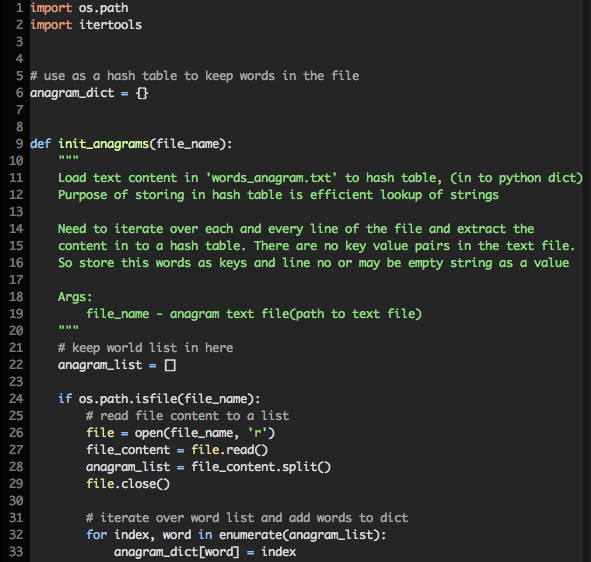 1 import os.path
2 import itertools
3
4
5 # use as a hash table to keep words in the file
6 anagram_dict = {}
7
8
9 def init_anagrams(file_name):
10     """
11     Load text content in 'words_anagram.txt' to hash table, (in to python dict)
12     Purpose of storing in hash table is efficient lookup of strings
13
14     Need to iterate over each and every line of the file and extract the
15     content in to a hash table. There are no key value pairs in the text file.
16     So store this words as keys and line no or may be empty string as a value
17
18     Args:
19         file_name - anagram text file(path to text file)
20     """
21     # keep world list in here
22     anagram_list = []
23
24     if os.path.isfile(file_name):
25         # read file content to a list
26         file = open(file_name, 'r')
27         file_content = file.read()
28         anagram_list = file_content.split()
29         file.close()
30
31         # iterate over word list and add words to dict
32         for index, word in enumerate(anagram_list):
33             anagram_dict[word] = index